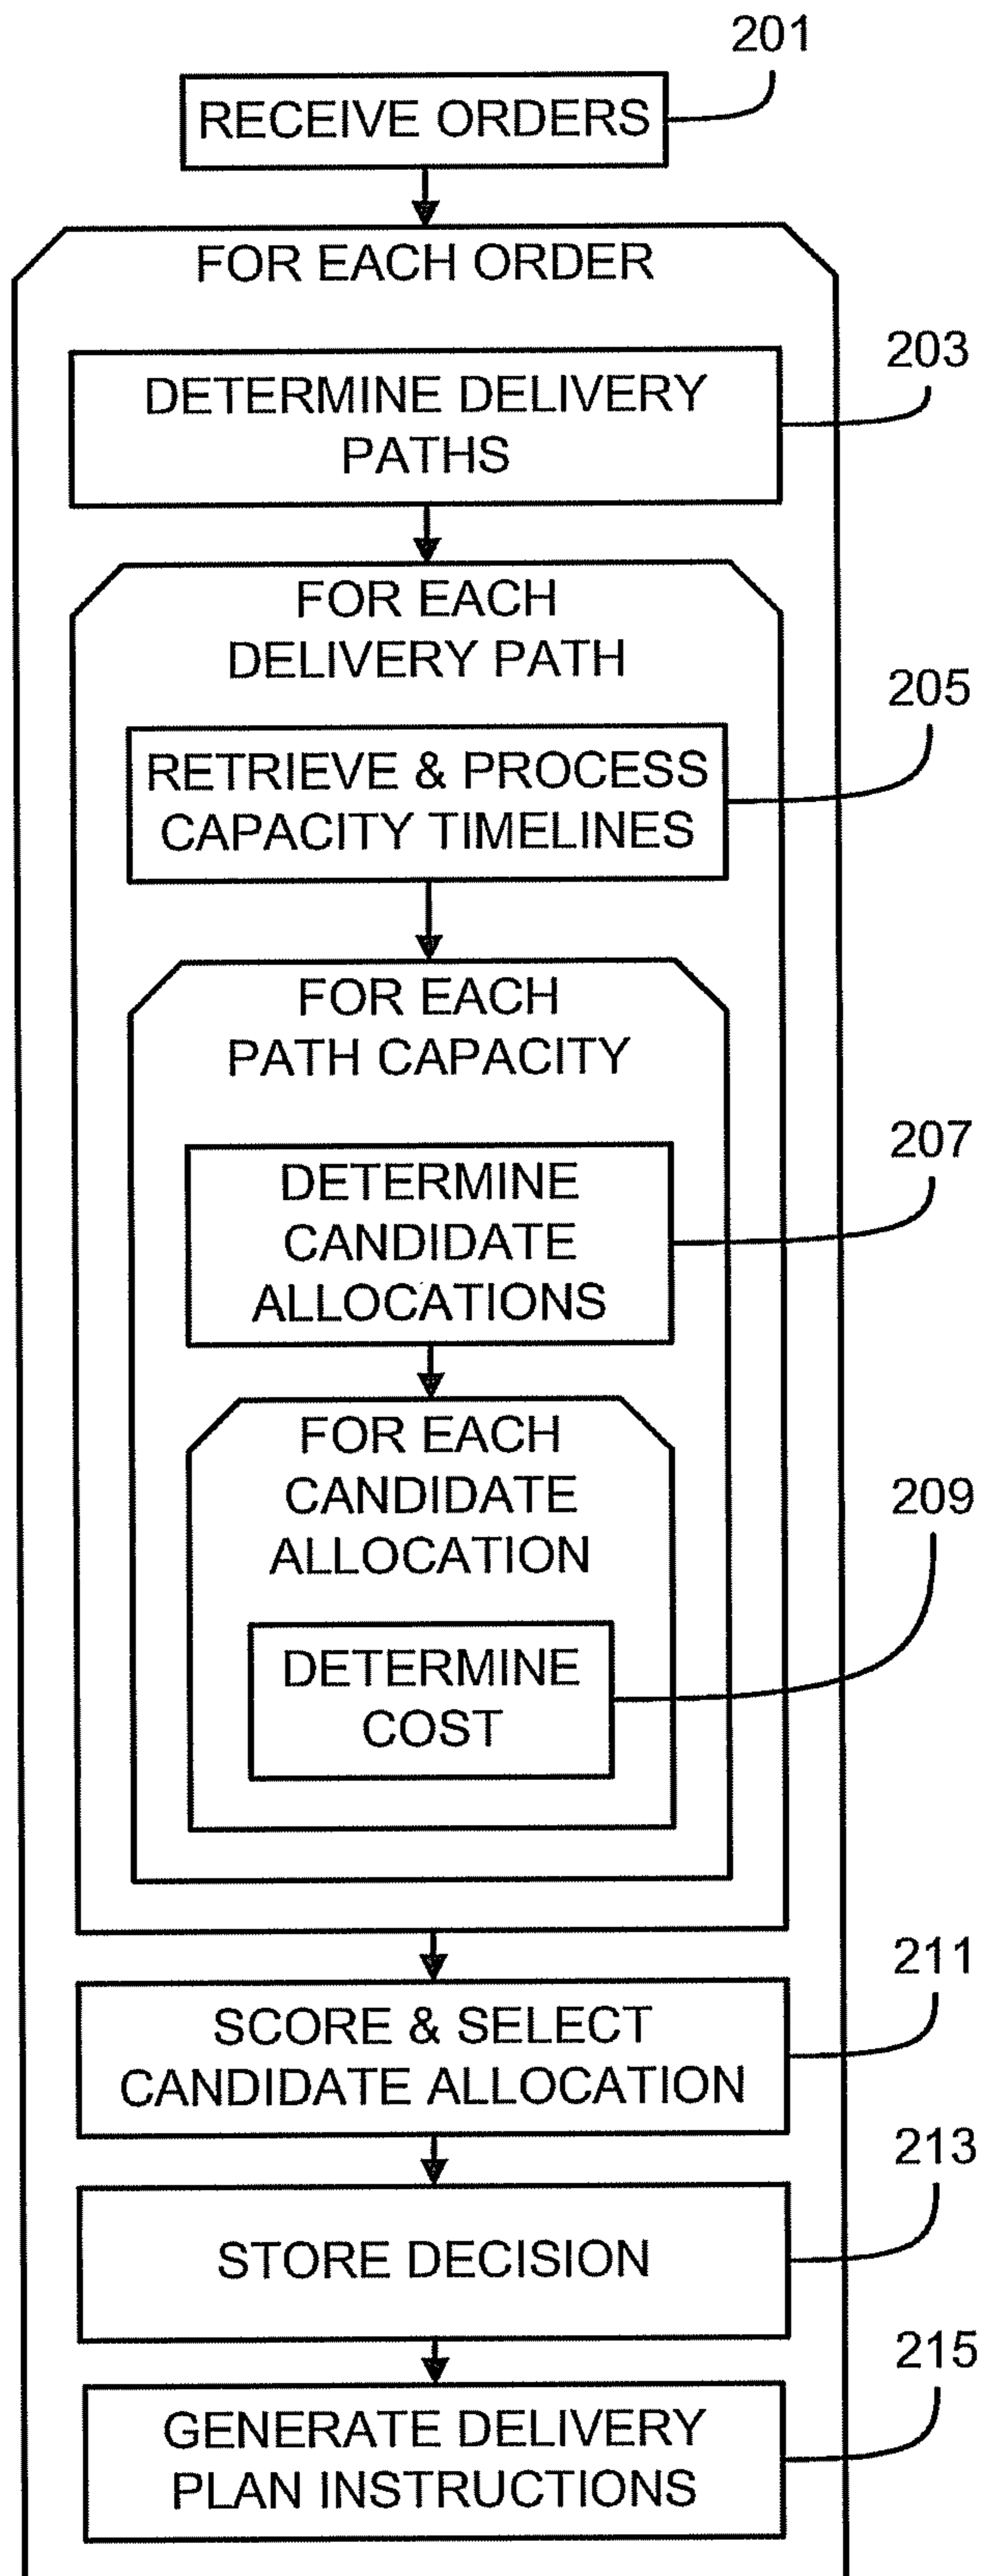 201
RECEIVE ORDERS
FOR EACH ORDER
203
DETERMINE DELIVERY
PATHS
FOR EACH
DELIVERY PATH
205
RETRIEVE & PROCESS
CAPACITY TIMELINES
FOR EACH
PATH CAPACITY
207
DETERMINE
CANDIDATE
ALLOCATIONS
FOR EACH
CANDIDATE
ALLOCATION
209
DETERMINE
COST
211
SCORE & SELECT
CANDIDATE ALLOCATION
213
STORE DECISION
215
GENERATE DELIVERY
PLAN INSTRUCTIONS